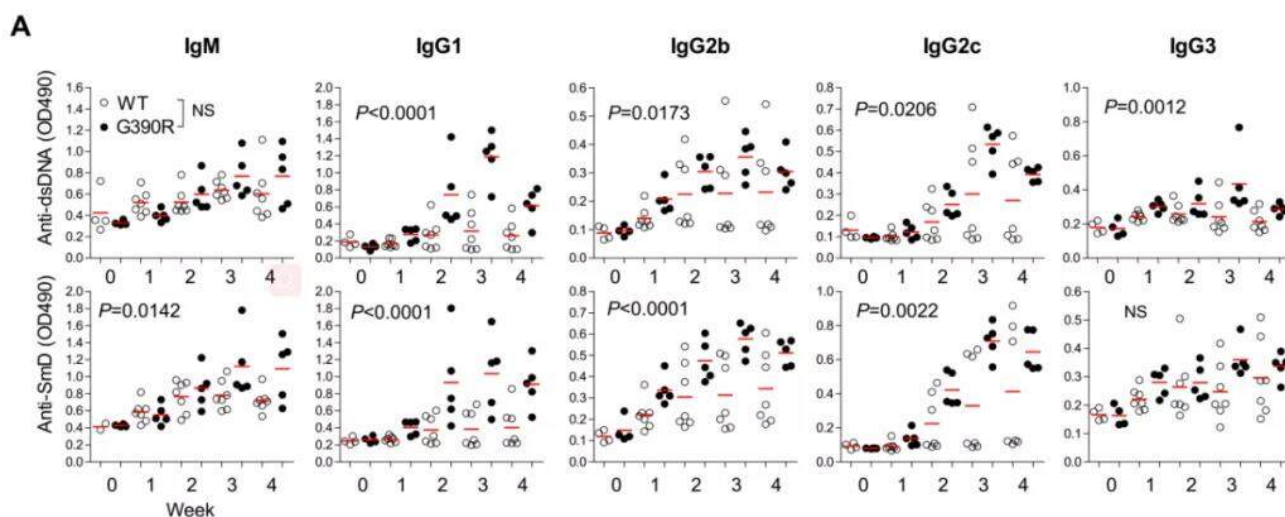 A
IgM
IgG1
IgG2b
IgG2c
IgG3
Anti-dsDNA (OD490)
1.6
1.4
1.2
1.0
0.8
0.6
0.4
0.2
0.0
○ WT
● G390R
NS
2.0
1.8
1.6
1.4
1.2
1.0
0.8
0.6
0.4
0.2
0.0
P<0.0001
0.6
0.5
0.4
0.3
0.2
0.1
0.0
P=0.0173
0.8
0.7
0.6
0.5
0.4
0.3
0.2
0.1
0.0
P=0.0206
1.0
0.8
0.6
0.4
0.2
0.0
P=0.0012
0 1 2 3 4
0 1 2 3 4
0 1 2 3 4
0 1 2 3 4
0 1 2 3 4
Anti-SmD (OD490)
2.0
1.8
1.6
1.4
1.2
1.0
0.8
0.6
0.4
0.2
0.0
P=0.0142
2.0
1.8
1.6
1.4
1.2
1.0
0.8
0.6
0.4
0.2
0.0
P<0.0001
0.8
0.7
0.6
0.5
0.4
0.3
0.2
0.1
0.0
P<0.0001
1.0
0.8
0.6
0.4
0.2
0.0
P=0.0022
0.6
0.5
0.4
0.3
0.2
0.1
0.0
NS
0 1 2 3 4
0 1 2 3 4
0 1 2 3 4
0 1 2 3 4
0 1 2 3 4
Week